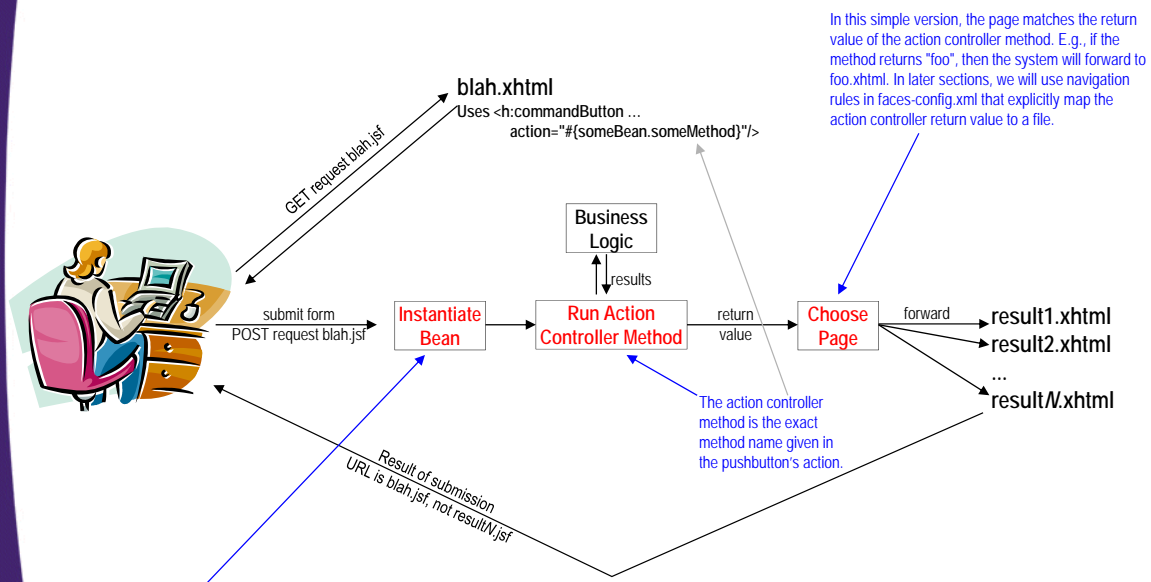 In this simple version, the page matches the return
value of the action controller method. E.g., if the
method returns "foo", then the system will forward to
foo.xhtml. In later sections, we will use navigation
rules in faces-config.xml that explicitly map the
action controller return value to a file.
blah.xhtml
Uses <h:commandButton …
action="#{someBean.someMethod}"/>
GET request blah.jsf
Business
Logic
results
submit form
POST request blah.jsf
Instantiate
Bean
Run Action
Controller Method
return
value
Choose
Page
forward
result1.xhtml
result2.xhtml
…
resultN.xhtml
The action controller
method is the exact
method name given in
the pushbutton’s action.
Result of submission
URL is blah.jsf, not resultN.jsf